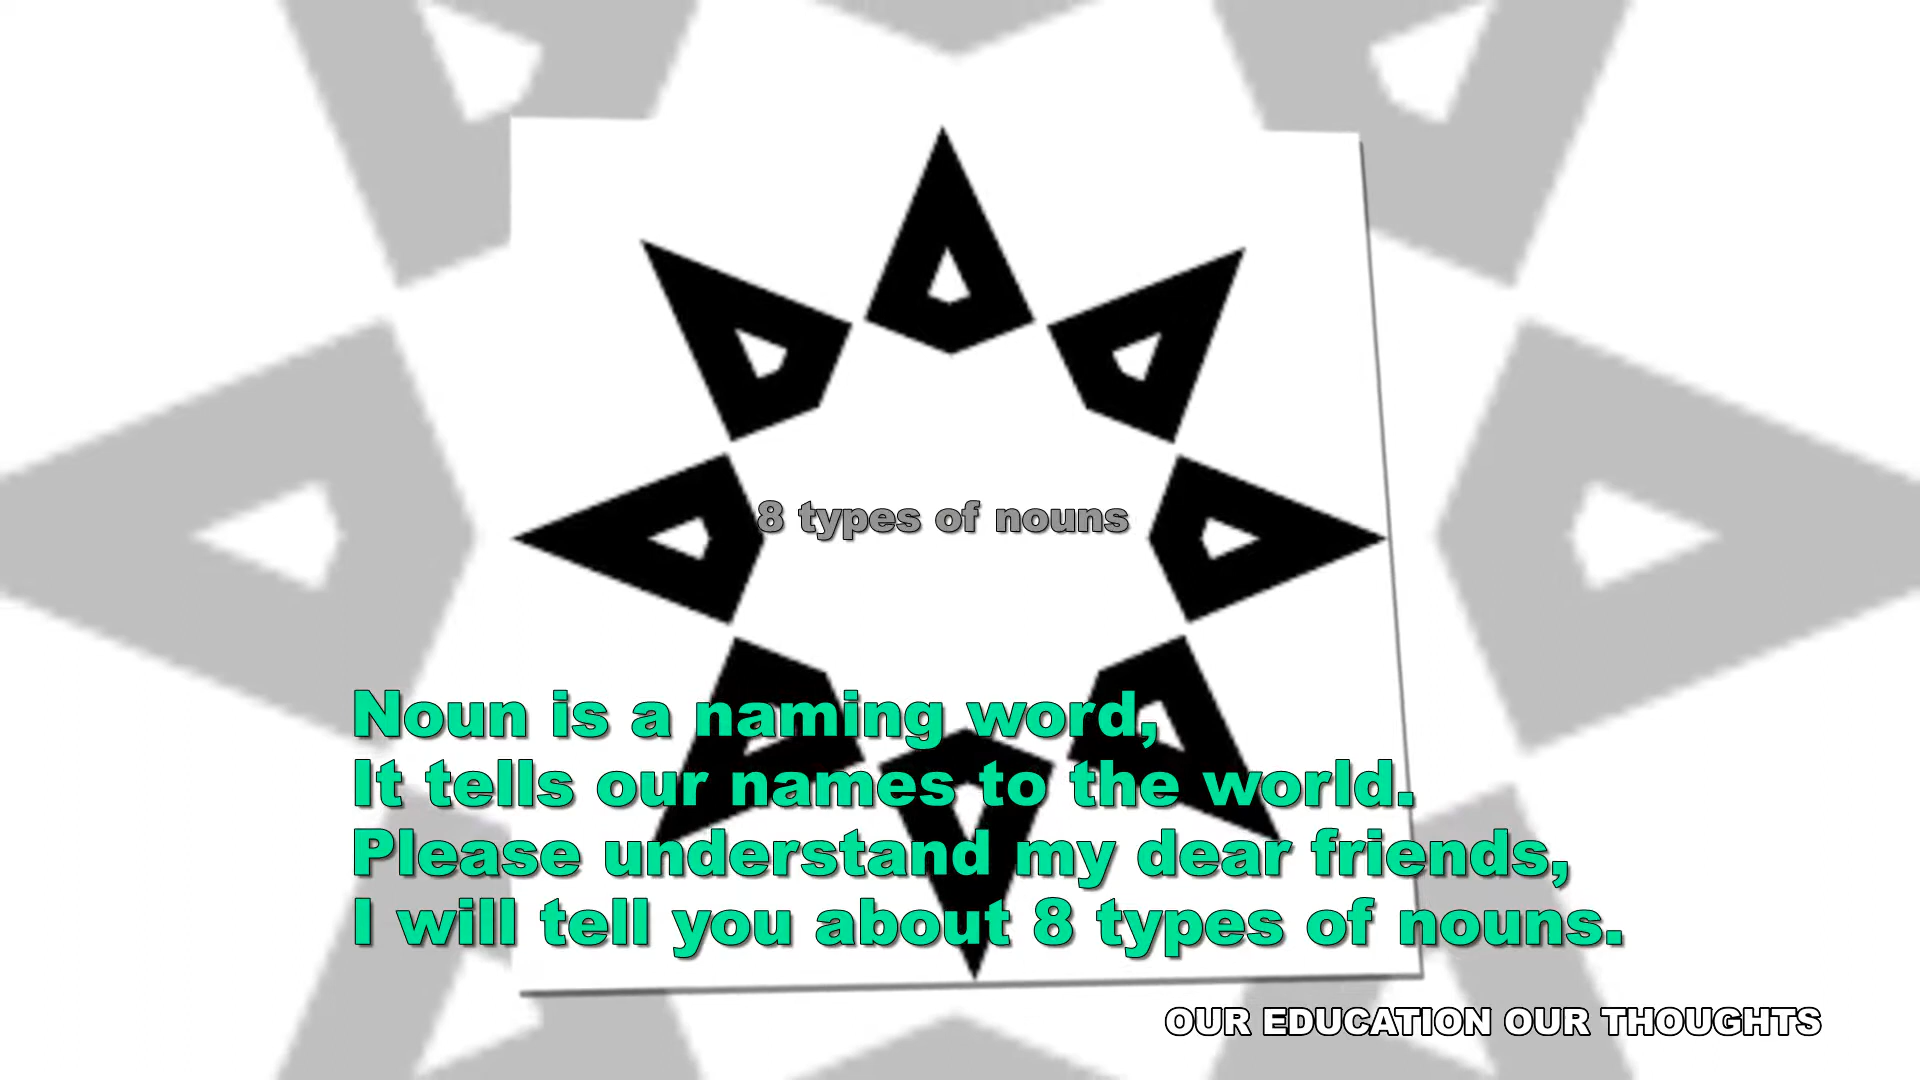 8 types of nouns
Noun is a naming word,
It tells our names to the world.
Please understand my dear friends,
I will tell you about 8 types of nouns.
OUR EDUCATION OUR THOUGHTS